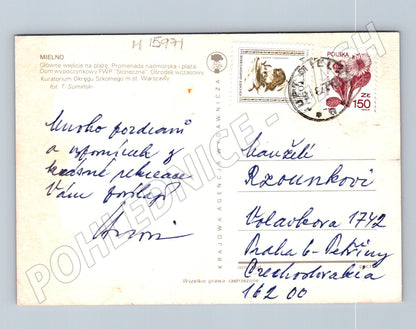 M 15971
MIELNO
Główne wejście na plażę. Promenada nadmorska i plaża.
Dom wypoczynkowy FWP "Słoneczna". Ośrodek wczasowy
Kuratorium Okręgu Szkolnego m.st. Warszawy
fot. T. Sumiński
KRAJOWA AGENCJA WYDAWNICZA
POLSKA
ZŁ
150
Mnoho pozdravů
a vzpomínek z
krásné rekreace
Vám posílají
Manželé
Rzounkovi
Volavkova 1742
Praha 6 - Petřiny
Czechoslovakia
162 00
Wszelkie prawa zastrzeżone
POHLEDNICE